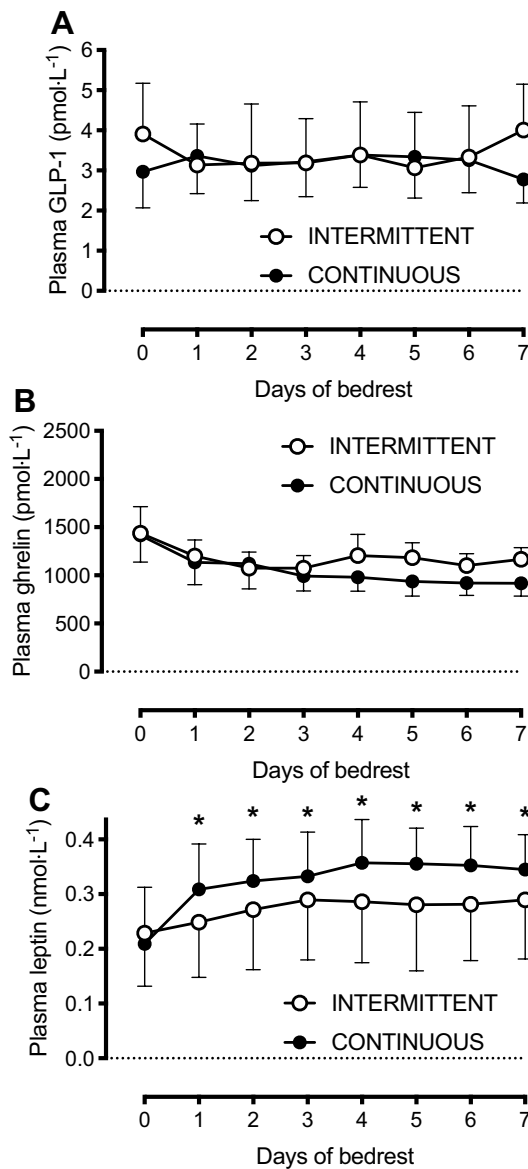 A
Plasma GLP-1 (pmol·L⁻¹)
6
5
4
3
2
1
0
INTERMITTENT
CONTINUOUS
0 1 2 3 4 5 6 7
Days of bedrest
B
Plasma ghrelin (pmol·L⁻¹)
2500
2000
1500
1000
500
0
INTERMITTENT
CONTINUOUS
0 1 2 3 4 5 6 7
Days of bedrest
C
Plasma leptin (nmol·L⁻¹)
* * * * * * *
0.4
0.3
0.2
0.1
0.0
INTERMITTENT
CONTINUOUS
0 1 2 3 4 5 6 7
Days of bedrest